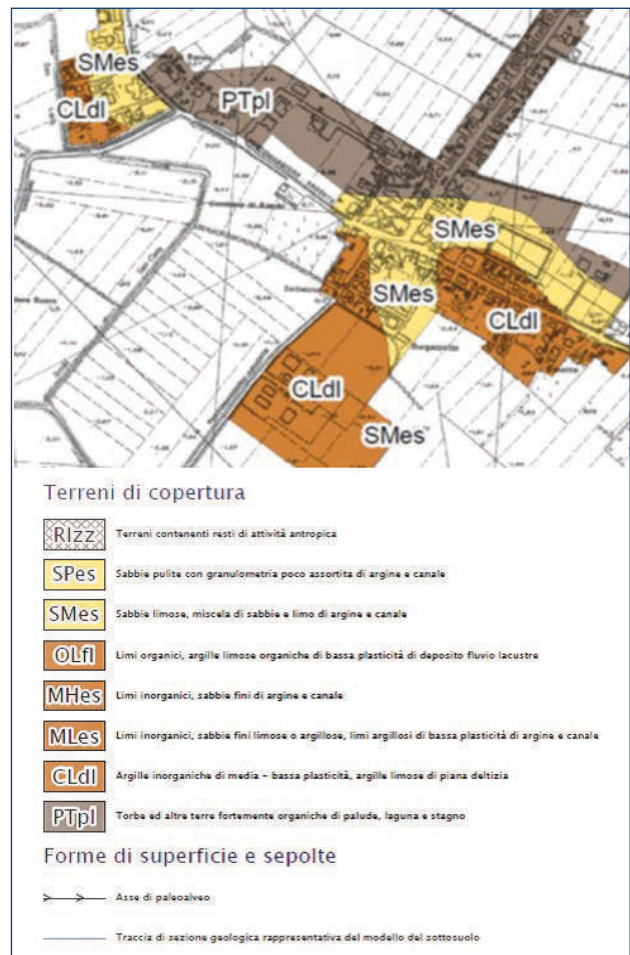 SMes
CLdl
PTpl
SMes
SMes
CLdl
CLdl
SMes
Terreni di copertura
RIzz Terreni contenenti resti di attività antropica
SPes Sabbie pulite con granulometria poco assortita di argine e canale
SMes Sabbie limose, miscela di sabbie e limo di argine e canale
OLfl Limi organici, argille limose organiche di bassa plasticità di deposito fluvio lacustre
MHes Limi inorganici, sabbie fini di argine e canale
MLes Limi inorganici, sabbie fini limose o argillose, limi argillosi di bassa plasticità di argine e canale
CLdl Argille inorganiche di media - bassa plasticità, argille limose di piana deltizia
PTpl Torbe ed altre terre fortemente organiche di palude, laguna e stagno
Forme di superficie e sepolte
Asse di paleoalveo
Traccia di sezione geologica rappresentativa del modello del sottosuolo